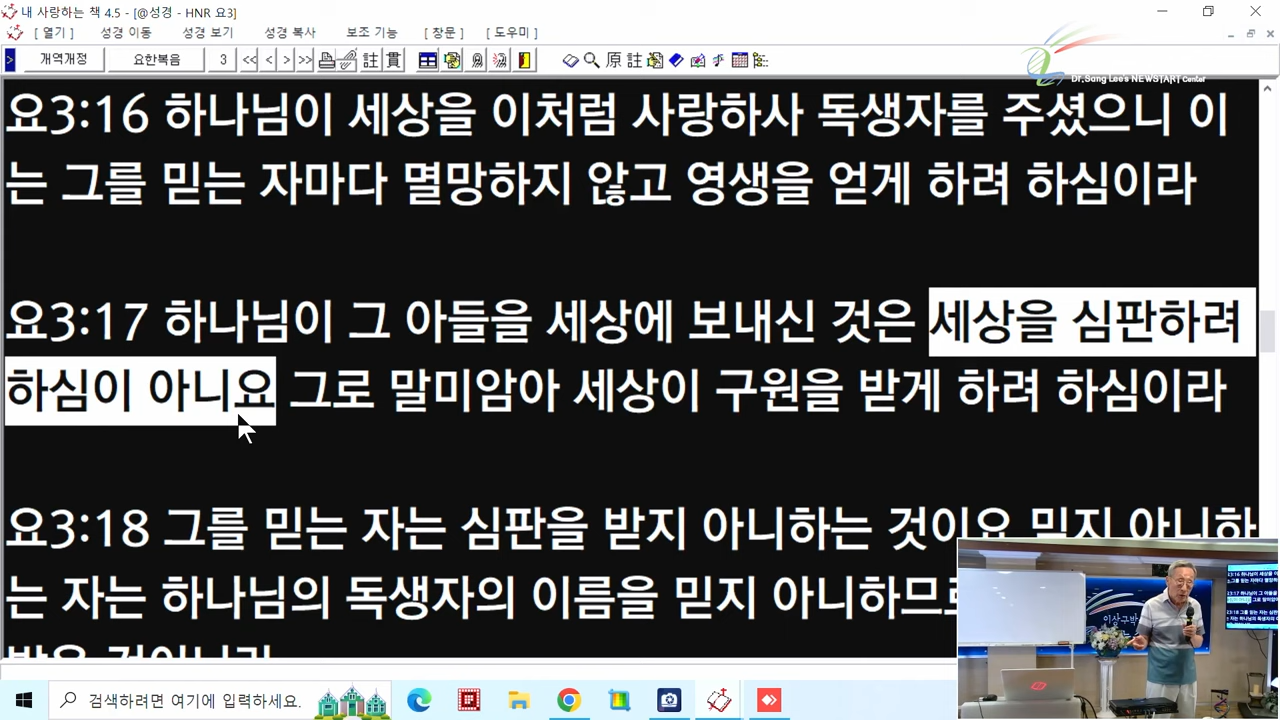 내 사랑하는 책 4.5 - [@성경 - HNR 요3]
[ 열기 ] 성경 이동 성경 보기 성경 복사 보조 기능 [ 창문 ] [ 도우미 ]
> 개역개정 요한복음 3 << < > >> 註 貫 原 註
Dr.Sang Lee's NEWSTART Center
요3:16 하나님이 세상을 이처럼 사랑하사 독생자를 주셨으니 이
는 그를 믿는 자마다 멸망하지 않고 영생을 얻게 하려 하심이라
요3:17 하나님이 그 아들을 세상에 보내신 것은 세상을 심판하려
하심이 아니요 그로 말미암아 세상이 구원을 받게 하려 하심이라
요3:18 그를 믿는 자는 심판을 받지 아니하는 것이요 믿지 아니하
는 자는 하나님의 독생자의 이름을 믿지 아니하므로
이상구박
검색하려면 여기에 입력하세요.